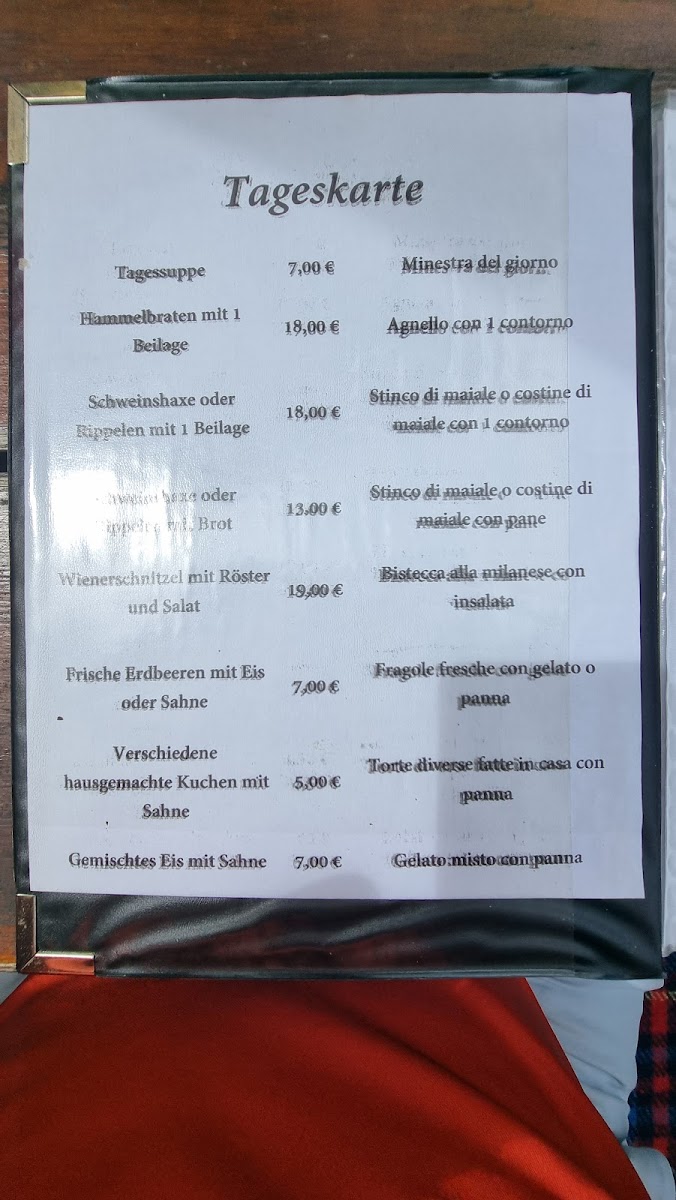 Tageskarte
Tagessuppe 7,00 € Minestra del giorno
Hammelbraten mit 1
Beilage
18,00 €
Agnello con 1 contorno
Schweinshaxe oder
Rippelen mit 1 Beilage
18,00 €
Stinco di maiale o costine di
maiale con 1 contorno
Schweinshaxe oder
Brot
13,00 €
Stinco di maiale o costine di
maiale con pane
Wienerschnitzel mit Röster
und Salat
19,00 €
Bistecca alla milanese con
insalata
Frische Erdbeeren mit Eis
oder Sahne
7,00 €
Fragole fresche con gelato o
panna
Verschiedene
hausgemachte Kuchen mit
Sahne
5,00 €
Torte diverse fatte in casa con
panna
Gemischtes Eis mit Sahne 7,00 € Gelato misto con panna